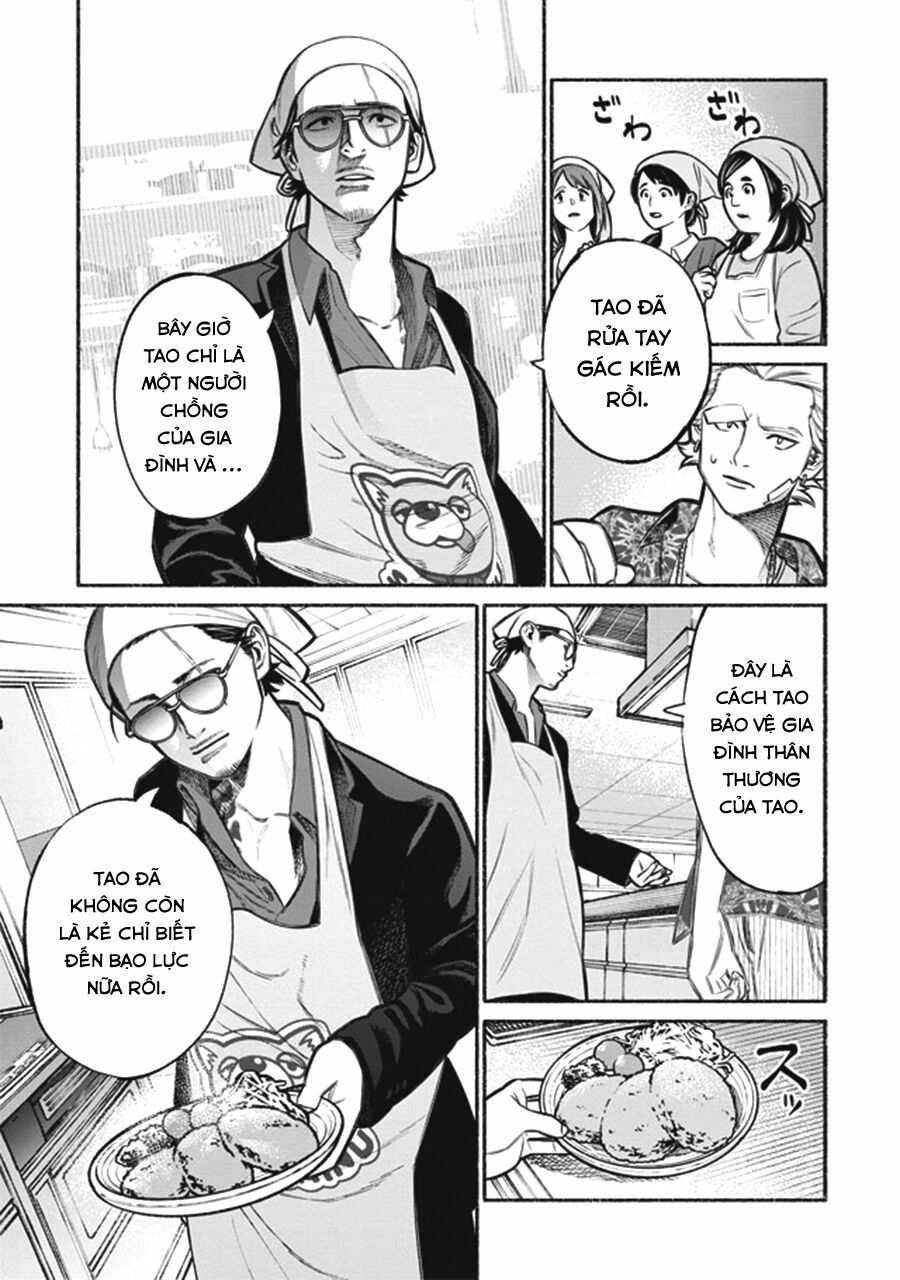 ざわ
ざわ
TAO ĐÃ
RỬA TAY
GÁC KIẾM
RỒI.
BÂY GIỜ
TAO CHỈ LÀ
MỘT NGƯỜI
CHỒNG
CỦA GIA
ĐÌNH VÀ ...
ĐÂY LÀ
CÁCH TAO
BẢO VỆ GIA
ĐÌNH THÂN
THƯƠNG
CỦA TAO.
スッ
TAO ĐÃ
KHÔNG CÒN
LÀ KẺ CHỈ BIẾT
ĐẾN BẠO LỰC
NỮA RỒI.